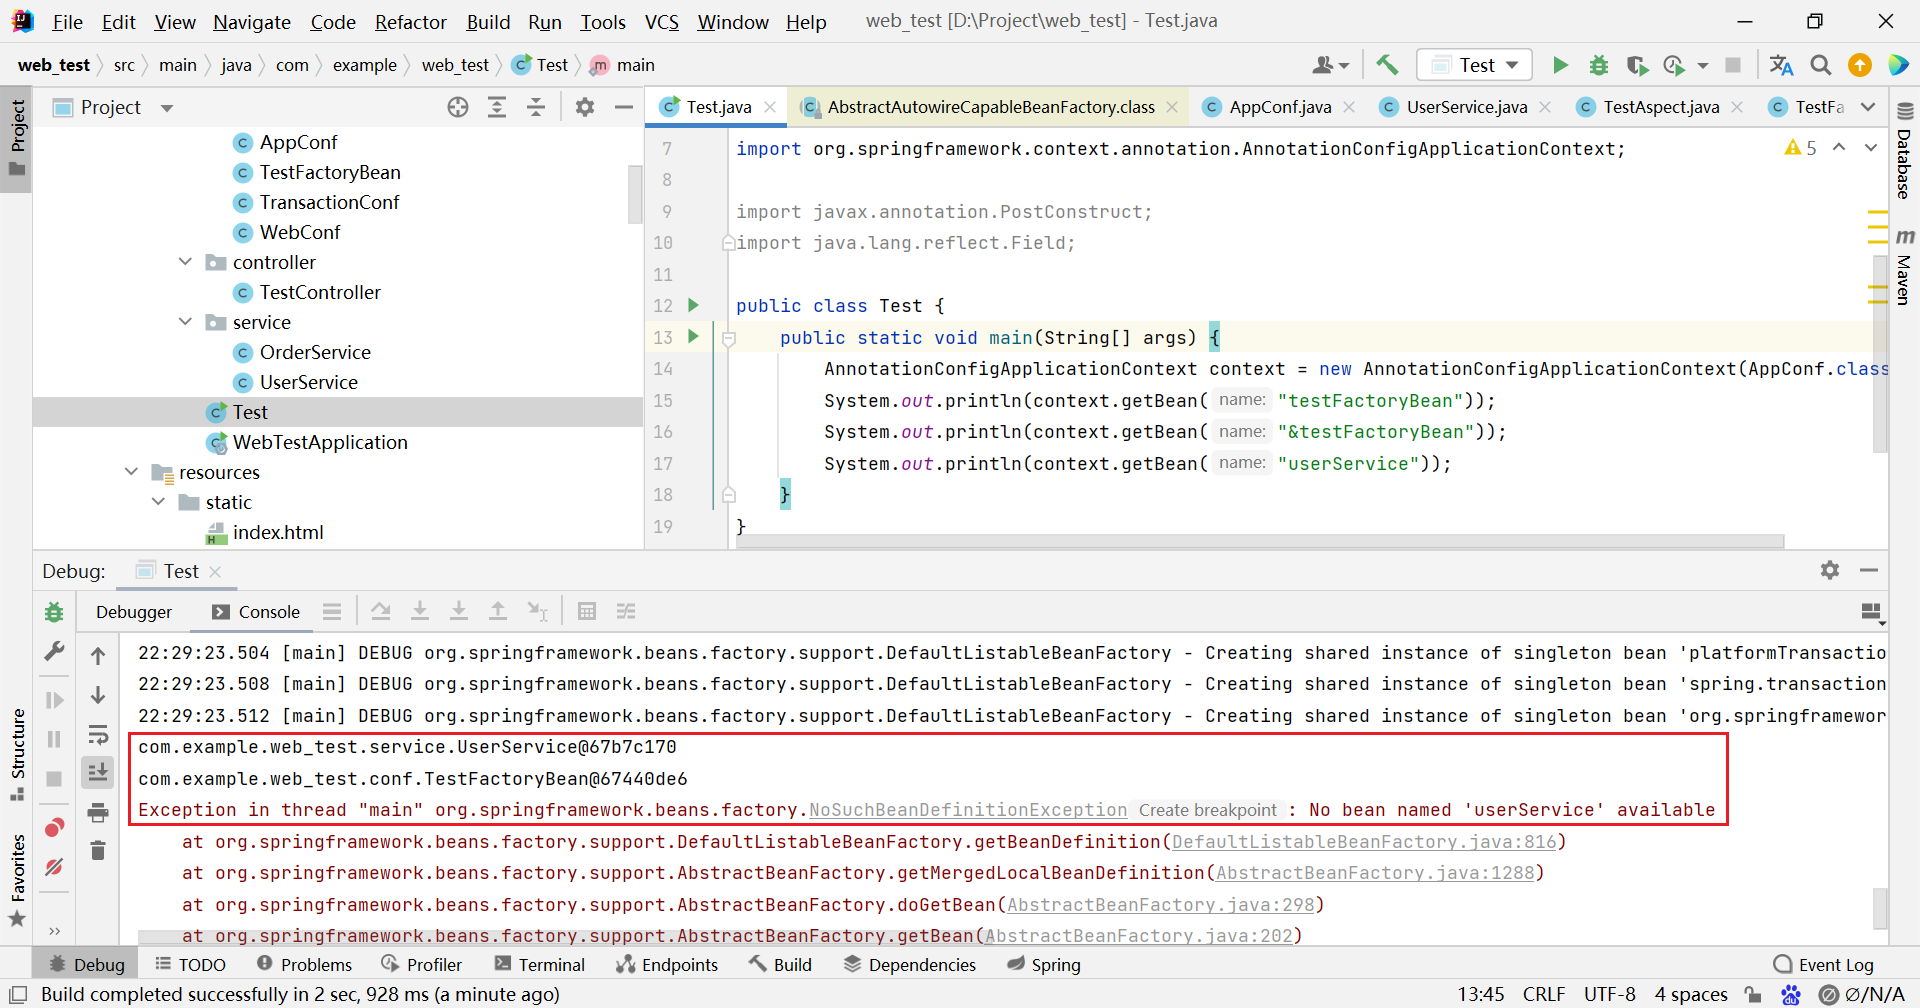 File Edit View Navigate Code Refactor Build Run Tools VCS Window Help web_test [D:\Project\web_test] - Test.java
web_test src main java com example web_test Test main
Test
Project
Test.java AbstractAutowireCapableBeanFactory.class AppConf.java UserService.java TestAspect.java TestFa
Project
Structure
Favorites
Database
Maven
AppConf
TestFactoryBean
TransactionConf
WebConf
controller
TestController
service
OrderService
UserService
Test
WebTestApplication
resources
static
index.html
5
7 import org.springframework.context.annotation.AnnotationConfigApplicationContext;
8
9 import javax.annotation.PostConstruct;
10 import java.lang.reflect.Field;
11
12 public class Test {
13 public static void main(String[] args) {
14 AnnotationConfigApplicationContext context = new AnnotationConfigApplicationContext(AppConf.class
15 System.out.println(context.getBean( name: "testFactoryBean"));
16 System.out.println(context.getBean( name: "&testFactoryBean"));
17 System.out.println(context.getBean( name: "userService"));
18 }
19 }
Debug: Test
Debugger Console
22:29:23.504 [main] DEBUG org.springframework.beans.factory.support.DefaultListableBeanFactory - Creating shared instance of singleton bean 'platformTransactio
22:29:23.508 [main] DEBUG org.springframework.beans.factory.support.DefaultListableBeanFactory - Creating shared instance of singleton bean 'spring.transaction
22:29:23.512 [main] DEBUG org.springframework.beans.factory.support.DefaultListableBeanFactory - Creating shared instance of singleton bean 'org.springframewor
com.example.web_test.service.UserService@67b7c170
com.example.web_test.conf.TestFactoryBean@67440de6
Exception in thread "main" org.springframework.beans.factory.NoSuchBeanDefinitionException Create breakpoint : No bean named 'userService' available
at org.springframework.beans.factory.support.DefaultListableBeanFactory.getBeanDefinition(DefaultListableBeanFactory.java:816)
at org.springframework.beans.factory.support.AbstractBeanFactory.getMergedLocalBeanDefinition(AbstractBeanFactory.java:1288)
at org.springframework.beans.factory.support.AbstractBeanFactory.doGetBean(AbstractBeanFactory.java:298)
at org.springframework.beans.factory.support.AbstractBeanFactory.getBean(AbstractBeanFactory.java:202)
Debug TODO Problems Profiler Terminal Endpoints Build Dependencies Spring Event Log
Build completed successfully in 2 sec, 928 ms (a minute ago) 13:45 CRLF UTF-8 4 spaces Ø/N/A